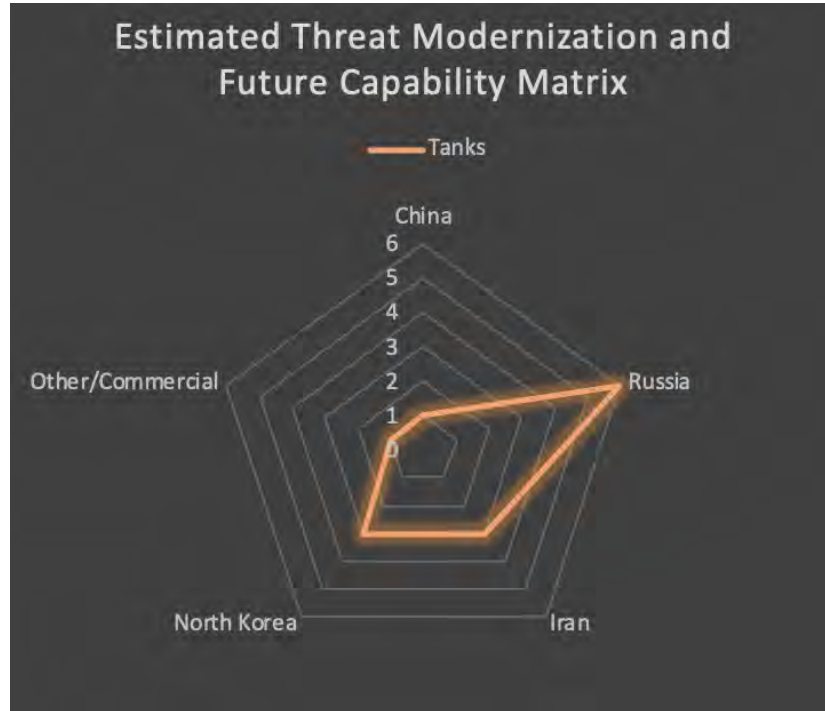 Estimated Threat Modernization and
Future Capability Matrix
Tanks
China
6
5
4
3
2
1
0
Other/Commercial
Russia
North Korea
Iran